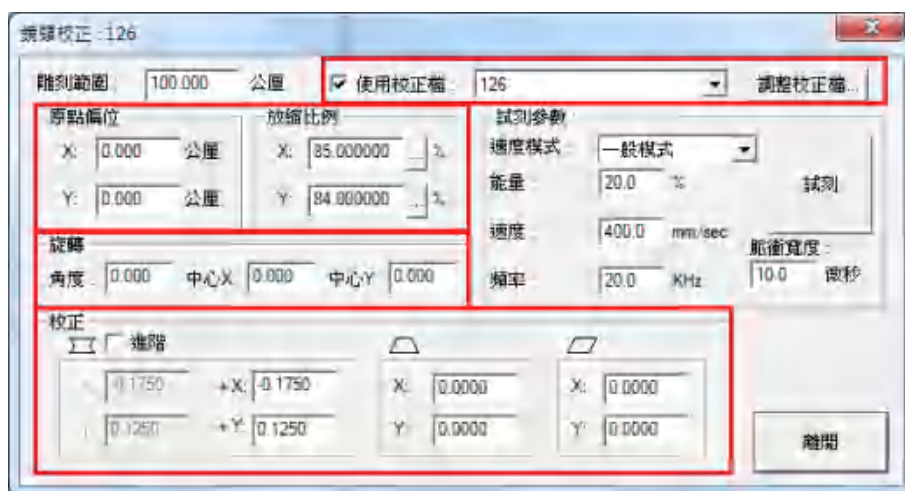 鏡頭校正 : 126
雕刻範圍 : 100.000 公厘 使用校正檔 : 126 調整校正檔...
原點偏位 放縮比例 試刻參數
X: 0.000 公厘 X: 85.000000 ... % 速度模式 : 一般模式
Y: 0.000 公厘 Y: 84.000000 ... % 能量 : 20.0 % 試刻
旋轉 速度 : 400.0 mm/sec 脈衝寬度 :
角度 : 0.000 中心X 0.000 中心Y 0.000 頻率 : 20.0 KHz 10.0 微秒
校正
進階
-0.1750 +X: -0.1750 X: 0.0000 X: 0.0000
0.1250 +Y: 0.1250 Y: 0.0000 Y: 0.0000
離開